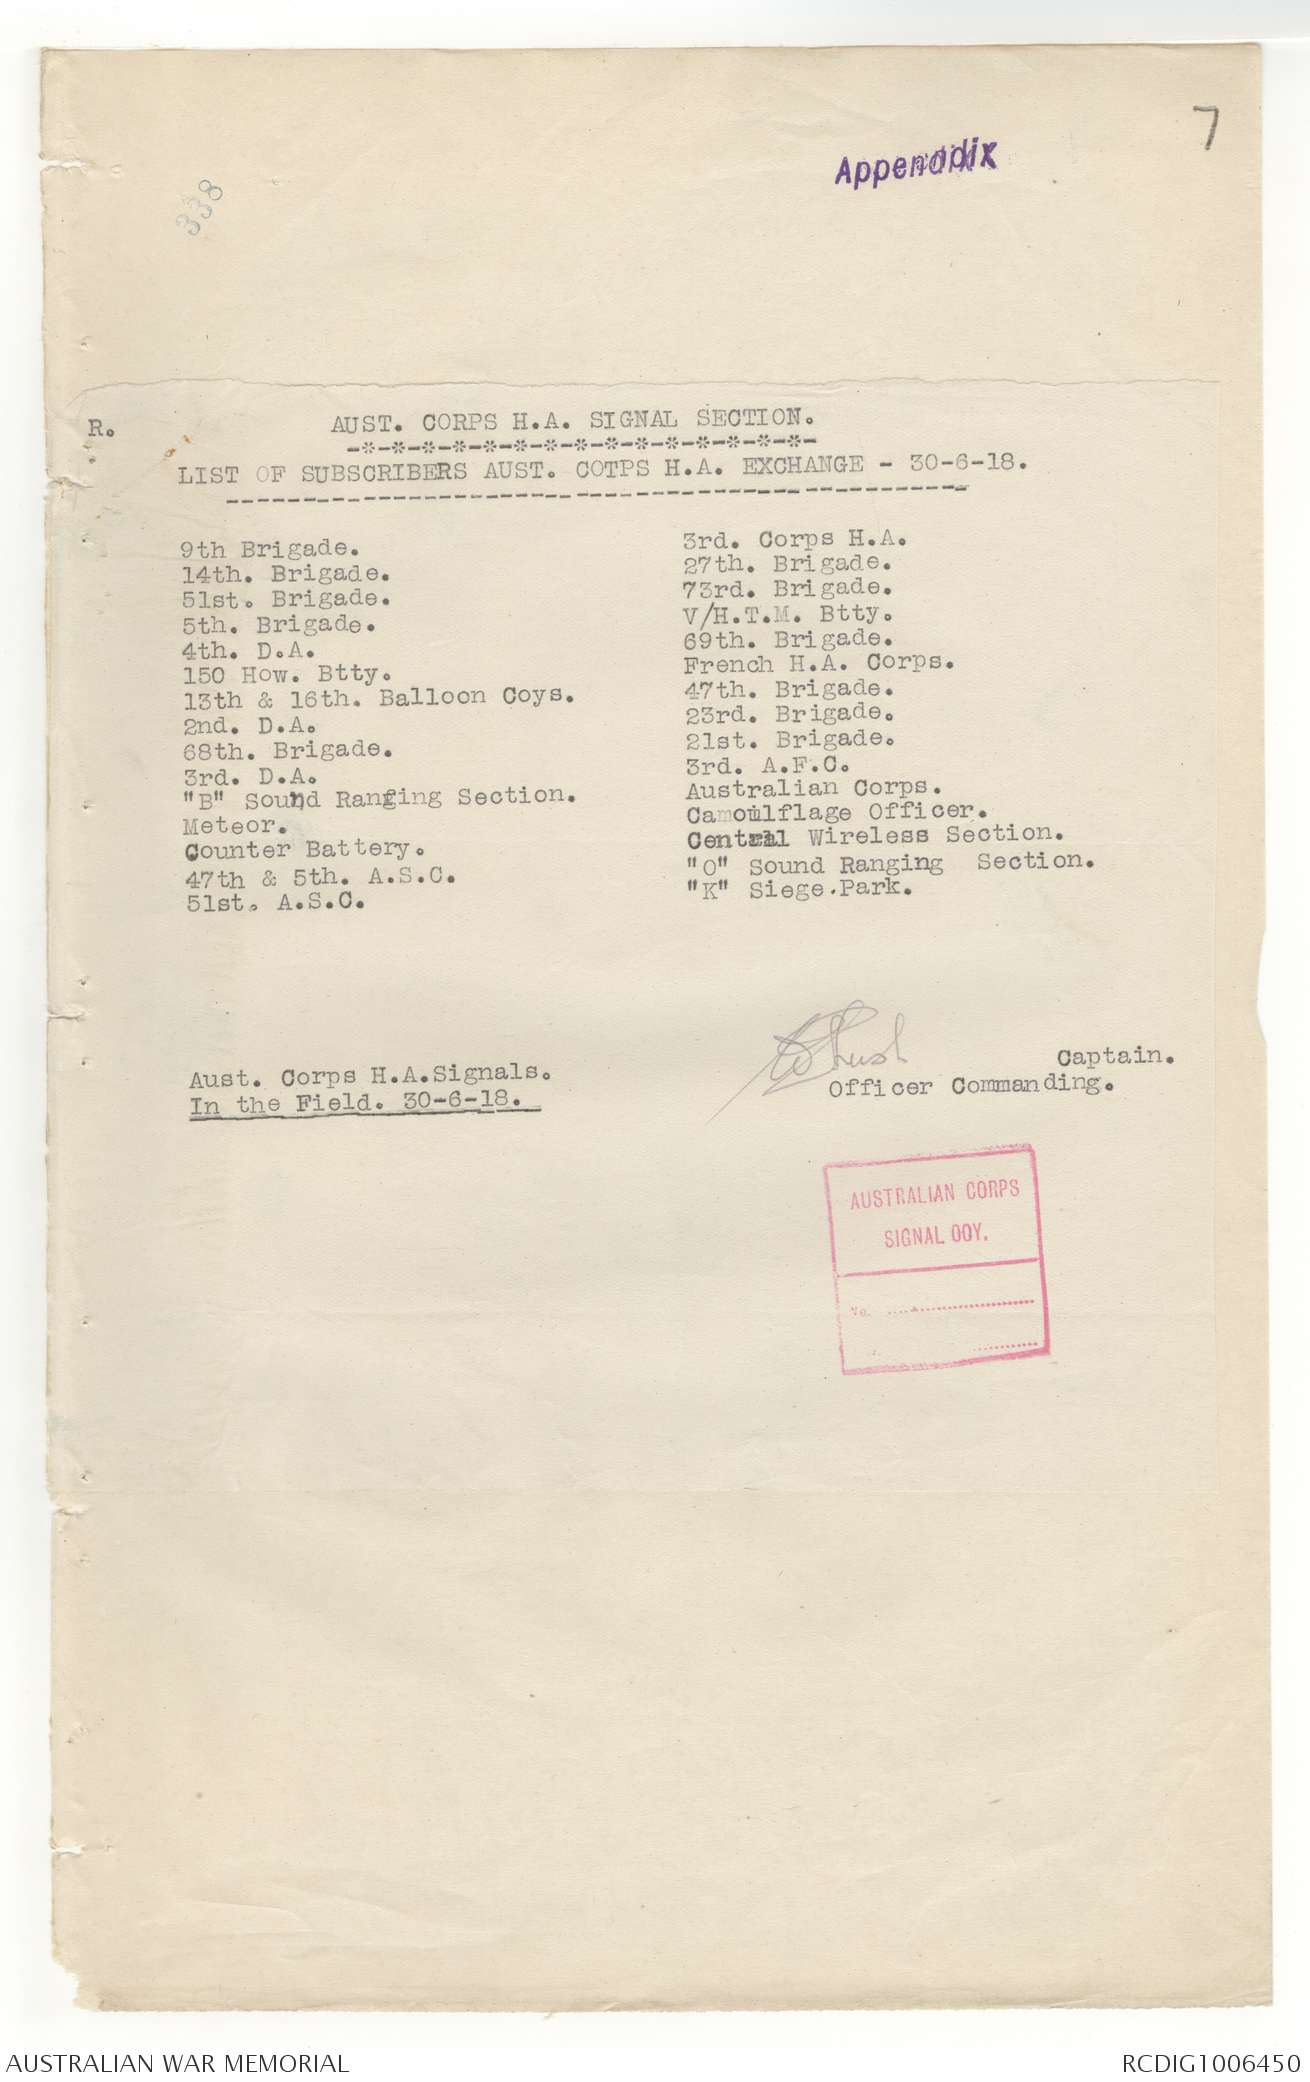 7
Appendix
338
R.
AUST. CORPS H.A. SIGNAL SECTION.
-*-*-*-*-*-*-*-*-*-*-*-*-*-*-*-
LIST OF SUBSCRIBERS AUST. COTPS H.A. EXCHANGE - 30-6-18.
9th Brigade.
14th. Brigade.
51st. Brigade.
5th. Brigade.
4th. D.A.
150 How. Btty.
13th & 16th. Balloon Coys.
2nd. D.A.
68th. Brigade.
3rd. D.A.
"B" Sound Ranging Section.
Meteor.
Counter Battery.
47th & 5th. A.S.C.
51st. A.S.C.
3rd. Corps H.A.
27th. Brigade.
73rd. Brigade.
V/H.T.M. Btty.
69th. Brigade.
French H.A. Corps.
47th. Brigade.
23rd. Brigade.
21st. Brigade.
3rd. A.F.C.
Australian Corps.
Camoulflage Officer.
Central Wireless Section.
"O" Sound Ranging Section.
"K" Siege.Park.
Aust. Corps H.A.Signals.
In the Field. 30-6-18.
Captain.
Officer Commanding.
AUSTRALIAN CORPS
SIGNAL COY.
No.
AUSTRALIAN WAR MEMORIAL
RCDIG1006450